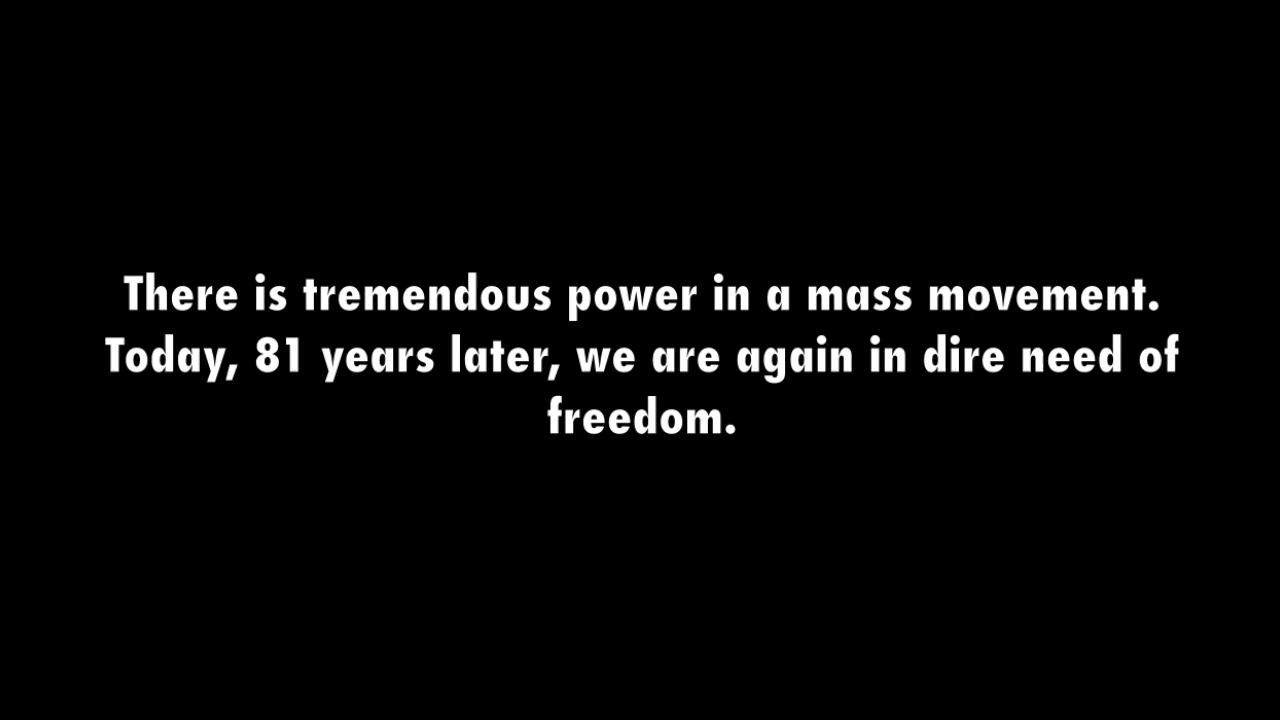 There is tremendous power in a mass movement.
Today, 81 years later, we are again in dire need of
freedom.